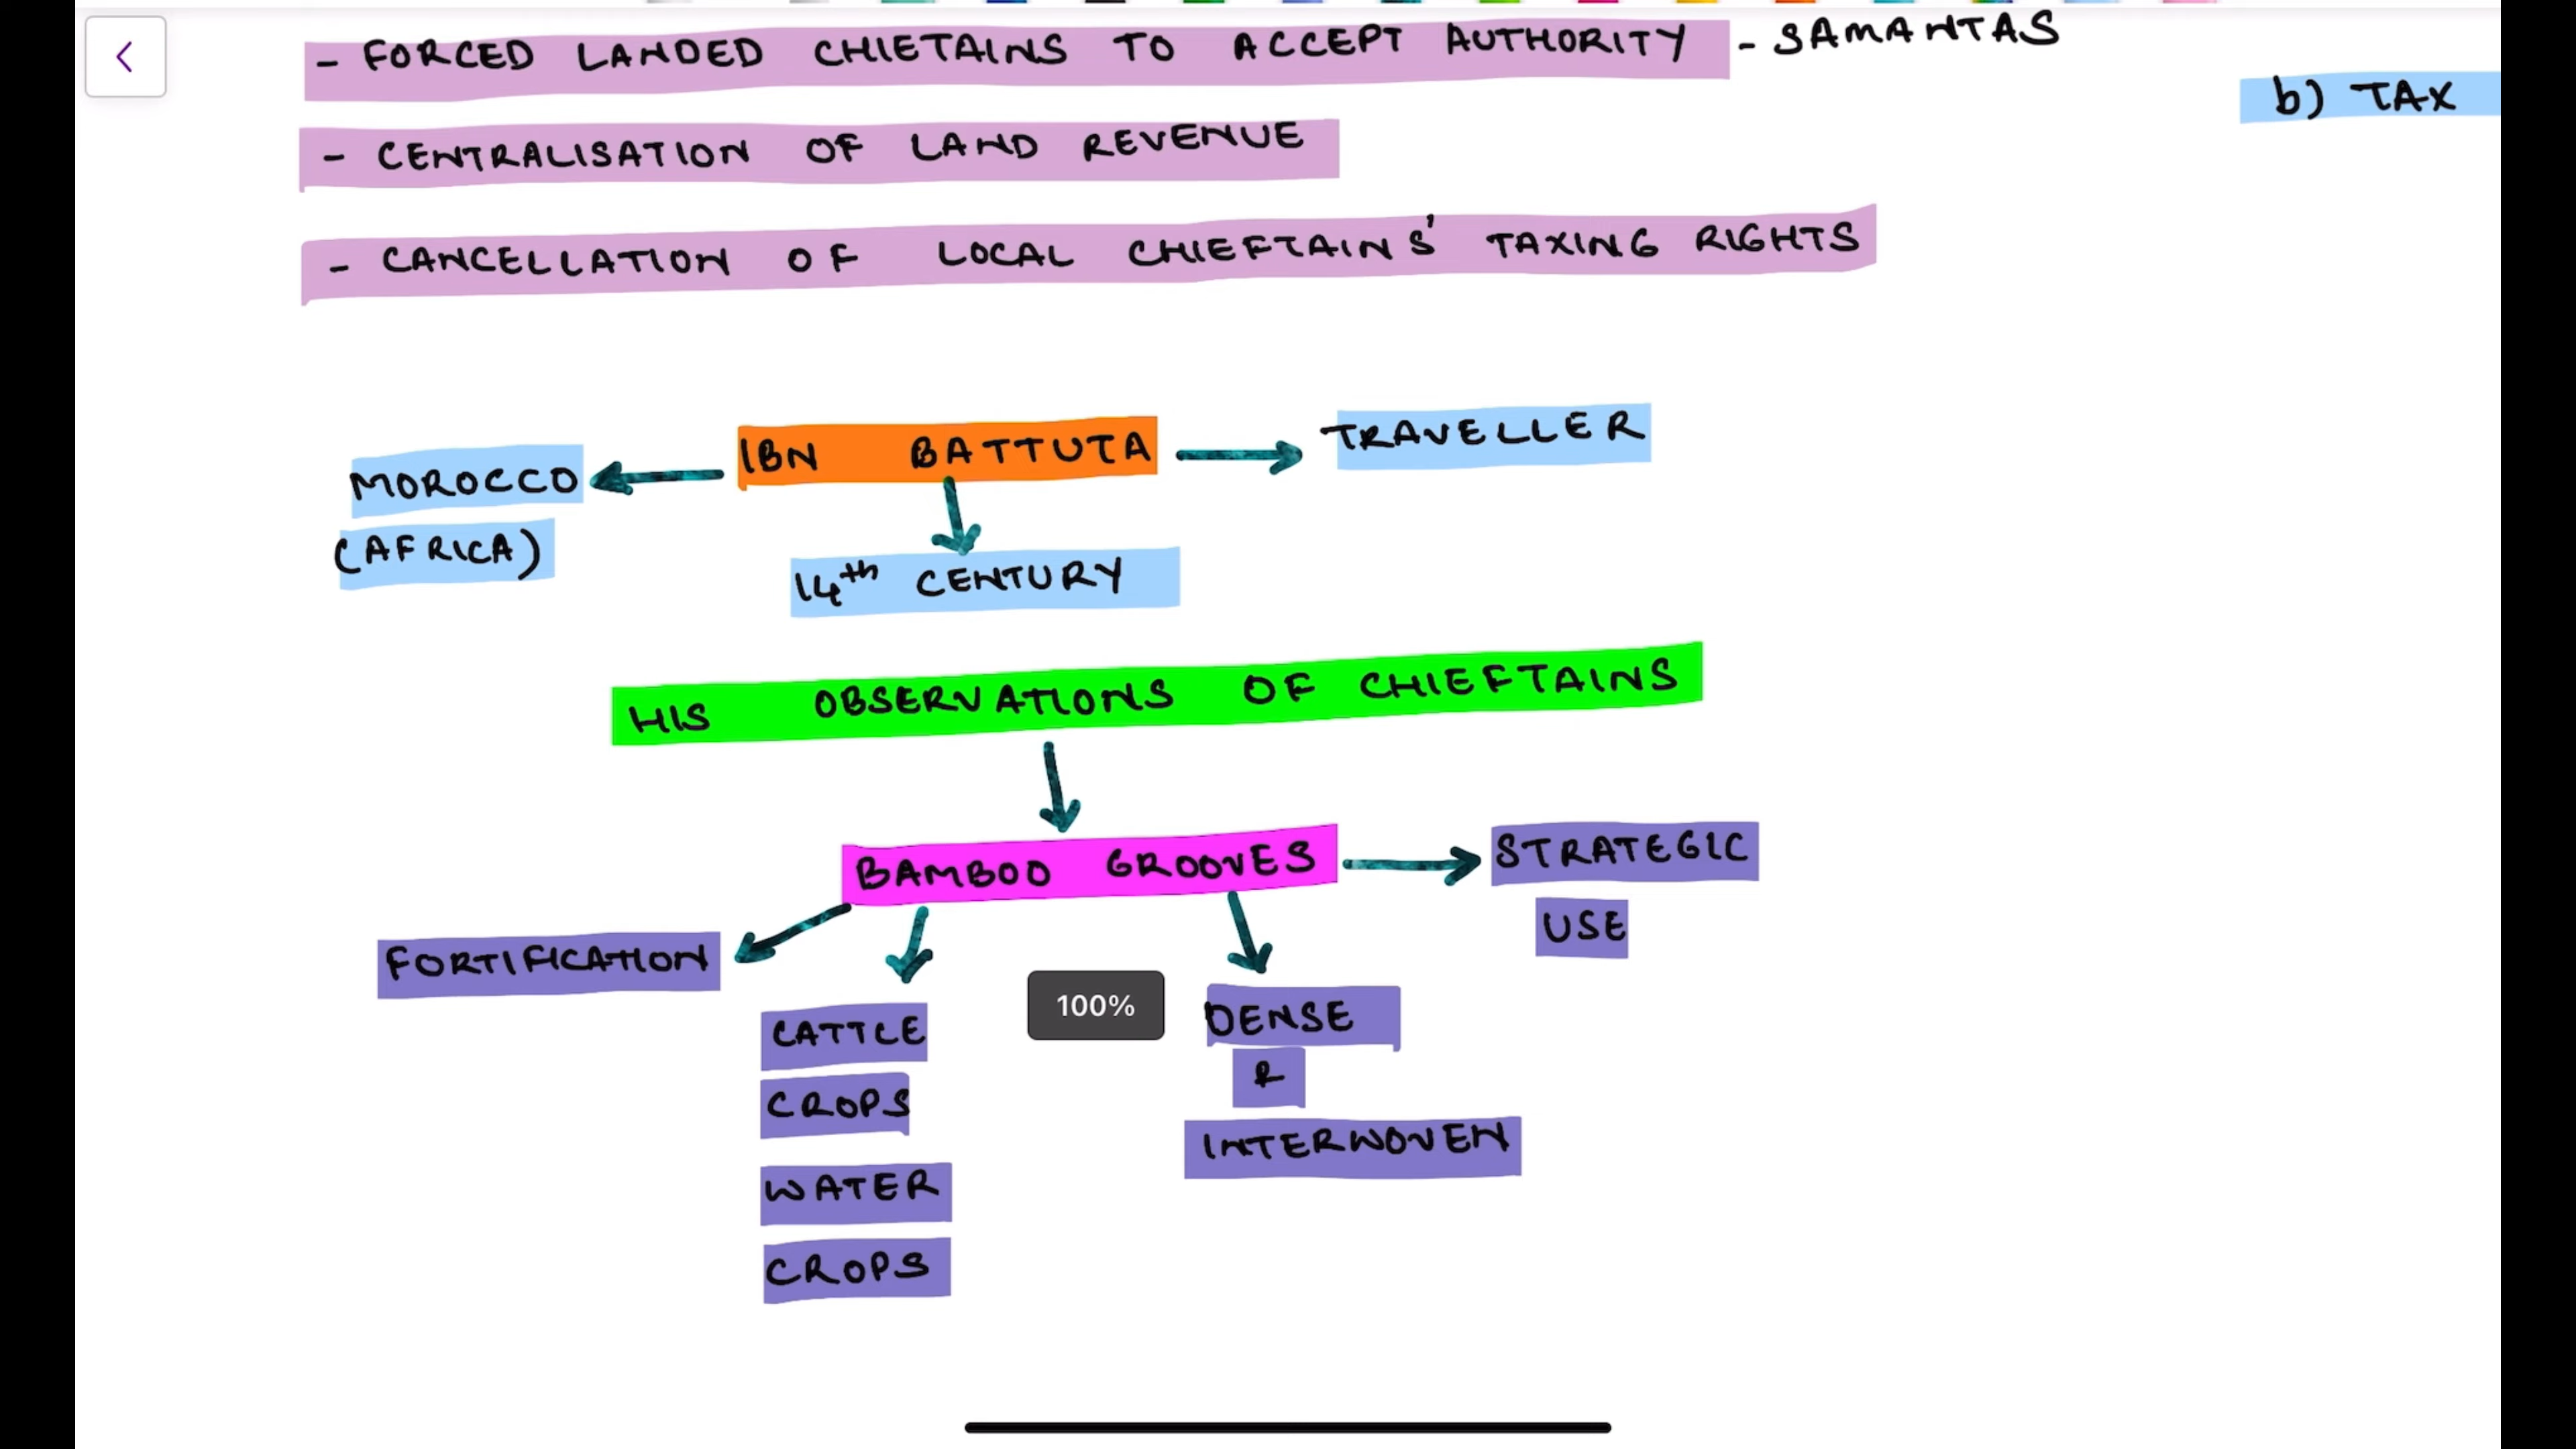 - FORCED LANDED CHIETAINS TO ACCEPT AUTHORITY - SAMANTAS
b) TAX
- CENTRALISATION OF LAND REVENUE
- CANCELLATION OF LOCAL CHIEFTAINS' TAXING RIGHTS
IBN BATTUTA
TRAVELLER
MOROCCO
(AFRICA)
14th CENTURY
HIS OBSERVATIONS OF CHIEFTAINS
BAMBOO GROOVES
STRATEGIC
USE
FORTIFICATION
CATTLE
CROPS
WATER
CROPS
100%
DENSE
&
INTERWOVEN